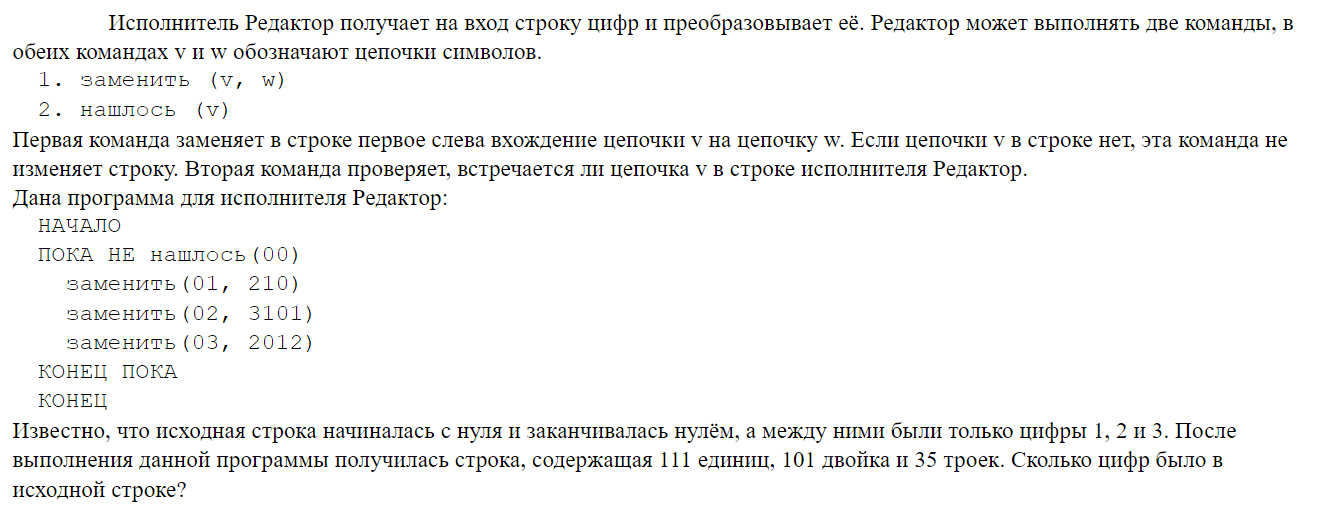 Исполнитель Редактор получает на вход строку цифр и преобразовывает её. Редактор может выполнять две команды, в
обеих командах v и w обозначают цепочки символов.
1. заменить (v, w)
2. нашлось (v)
Первая команда заменяет в строке первое слева вхождение цепочки v на цепочку w. Если цепочки v в строке нет, эта команда не
изменяет строку. Вторая команда проверяет, встречается ли цепочка v в строке исполнителя Редактор.
Дана программа для исполнителя Редактор:
НАЧАЛО
ПОКА НЕ нашлось(00)
заменить(01, 210)
заменить(02, 3101)
заменить(03, 2012)
КОНЕЦ ПОКА
КОНЕЦ
Известно, что исходная строка начиналась с нуля и заканчивалась нулём, а между ними были только цифры 1, 2 и 3. После
выполнения данной программы получилась строка, содержащая 111 единиц, 101 двойка и 35 троек. Сколько цифр было в
исходной строке?